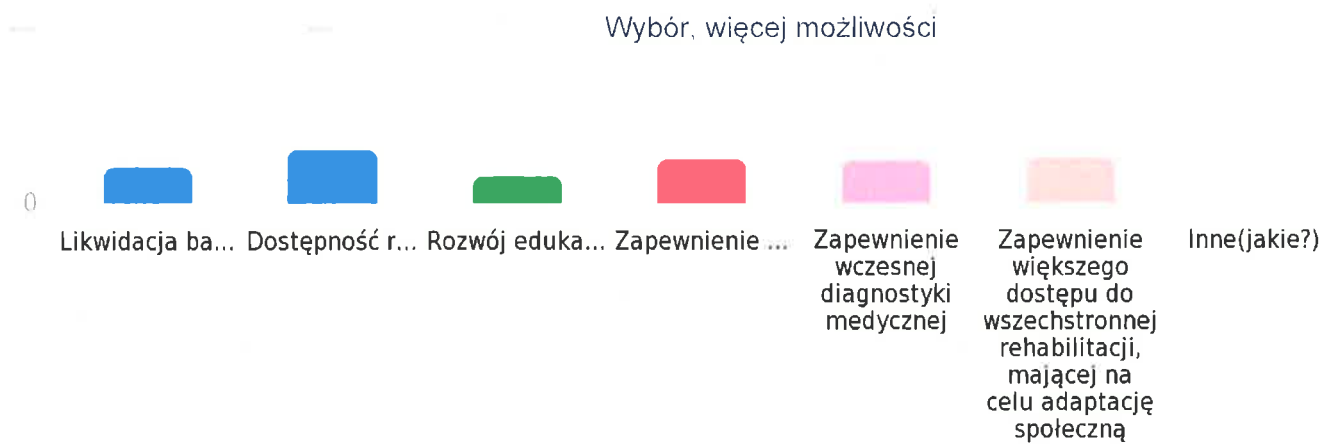 Wybór, więcej możliwości
0
Likwidacja ba...
Dostępność r...
Rozwój eduka...
Zapewnienie ...
Zapewnienie
wczesnej
diagnostyki
medycznej
Zapewnienie
większego
dostępu do
wszechstronnej
rehabilitacji,
mającej na
celu adaptację
społeczną
Inne(jakie?)